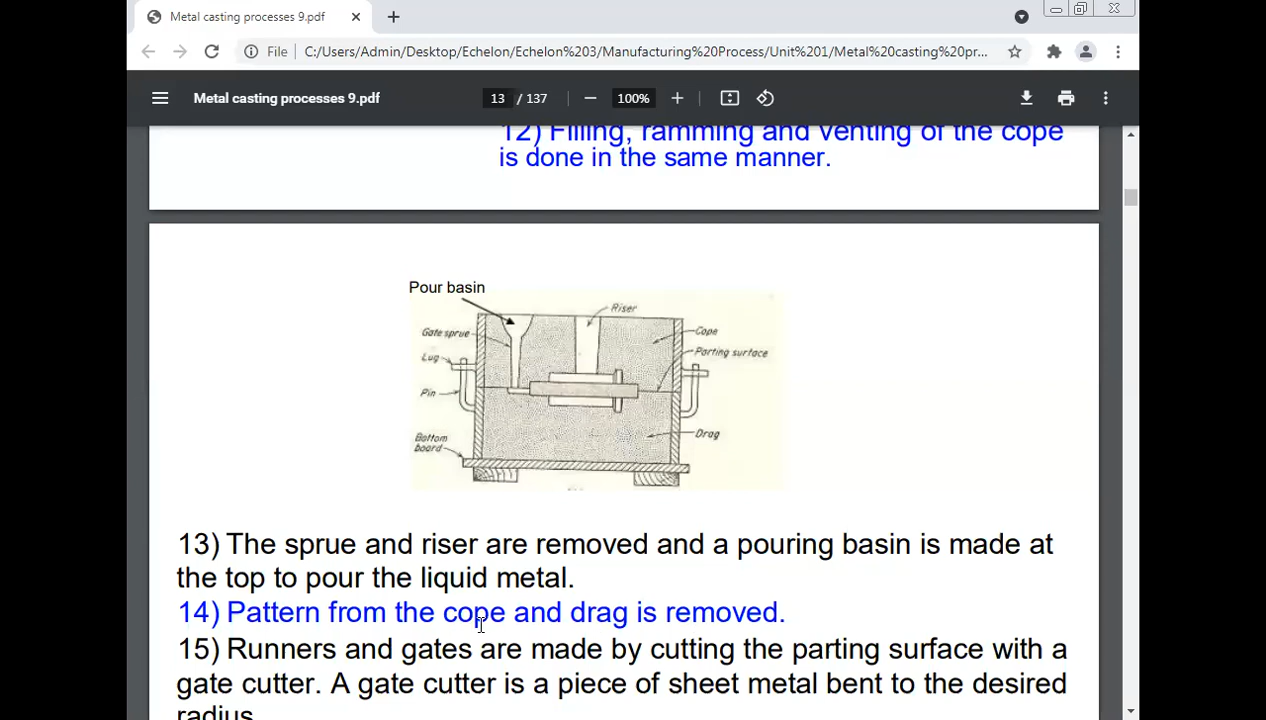 Metal casting processes 9.pdf
File C:/Users/Admin/Desktop/Echelon/Echelon%203/Manufacturing%20Process/Unit%201/Metal%20casting%20pr...
Metal casting processes 9.pdf 13 / 137 100%
12) Filling, ramming and venting of the cope
is done in the same manner.
Pour basin
Riser
Gate sprue
Cope
Lug
Parting surface
Pin
Drag
Bottom
board
13) The sprue and riser are removed and a pouring basin is made at
the top to pour the liquid metal.
14) Pattern from the cope and drag is removed.
15) Runners and gates are made by cutting the parting surface with a
gate cutter. A gate cutter is a piece of sheet metal bent to the desired
radius.